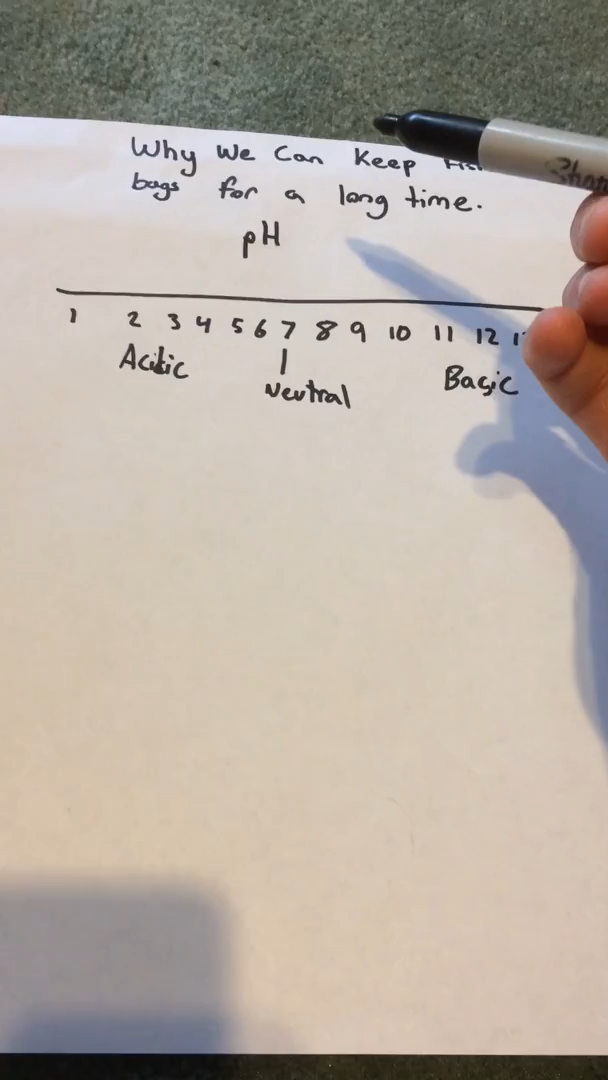 Why We Can Keep
bags for a long time.
pH
1 2 3 4 5 6 7 8 9 10 11 12
Acidic
Neutral
Basic